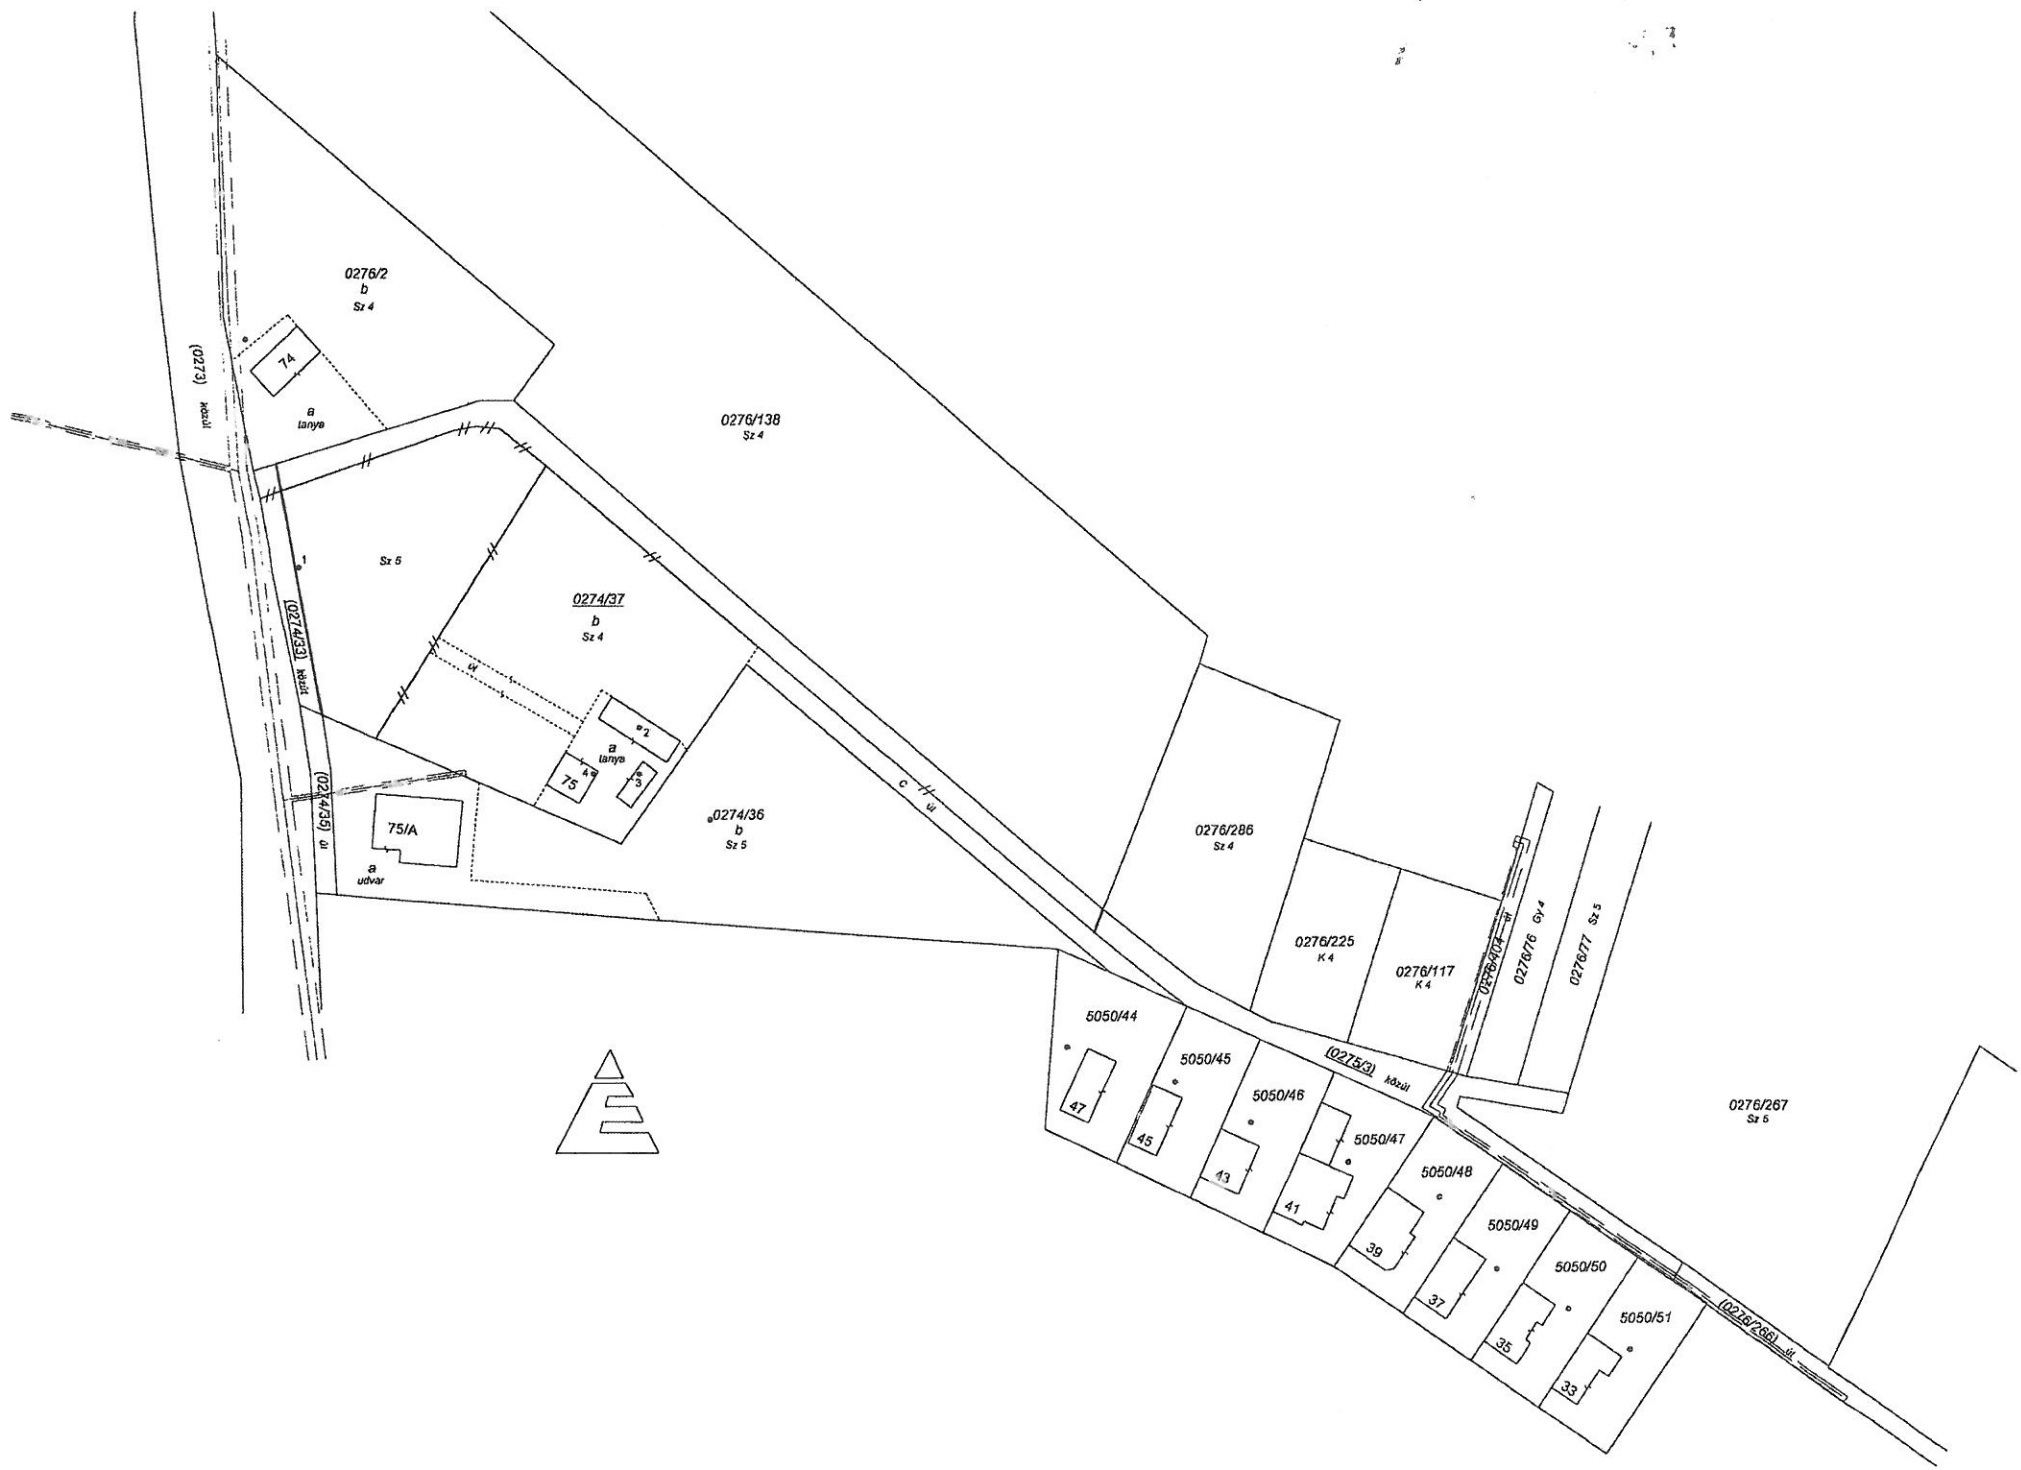 0276/2
b
Sz 4
74
a
tanya
(0273) közút
0276/138
Sz 4
1
Sz 5
(0274/33) közút
0274/37
b
Sz 4
út
2
a
tanya
75
4
3
(0274/35) út
75/A
a
udvar
0274/36
b
Sz 5
c út
0276/286
Sz 4
0276/225
K 4
0276/117
K 4
0276/404 út
0276/76 Gy 4
0276/77 Sz 5
(0275/3) közút
0276/267
Sz 5
5050/44
47
5050/45
45
5050/46
43
5050/47
41
5050/48
39
5050/49
37
5050/50
35
5050/51
33
(0276/266) út
É